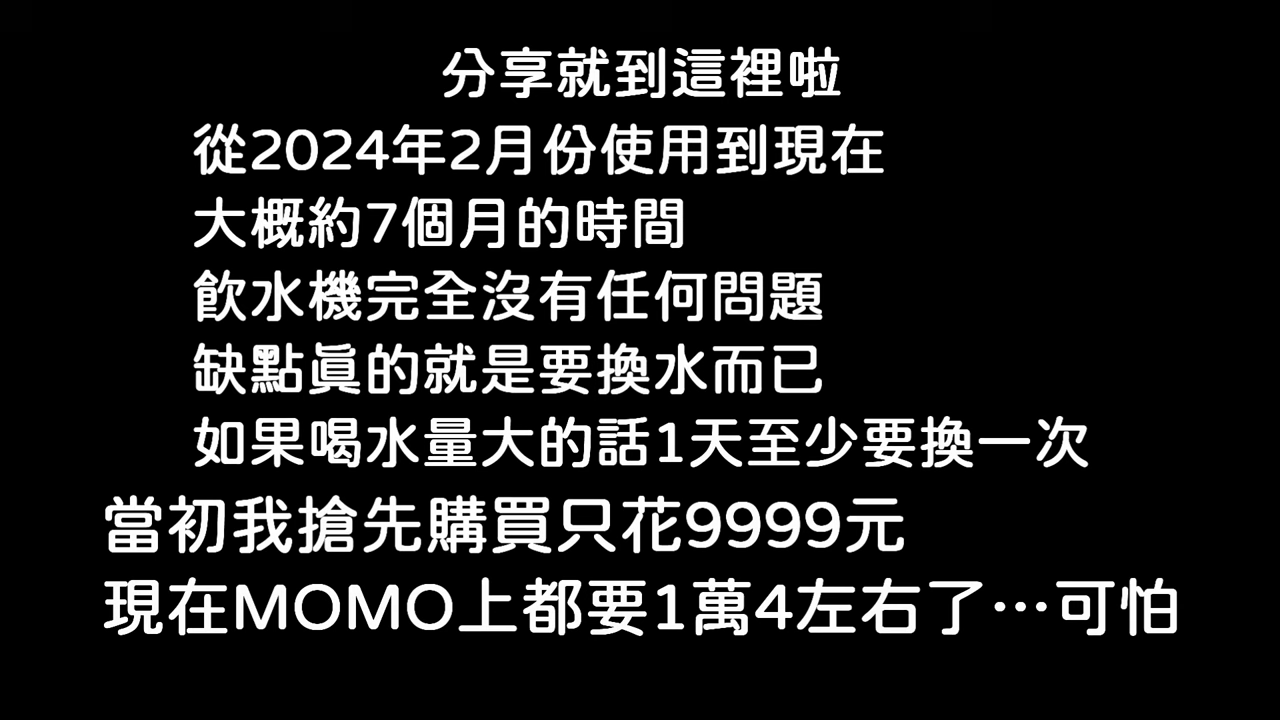 分享就到這裡啦
從2024年2月份使用到現在
大概約7個月的時間
飲水機完全沒有任何問題
缺點真的就是要換水而已
如果喝水量大的話1天至少要換一次
當初我搶先購買只花9999元
現在MOMO上都要1萬4左右了…可怕